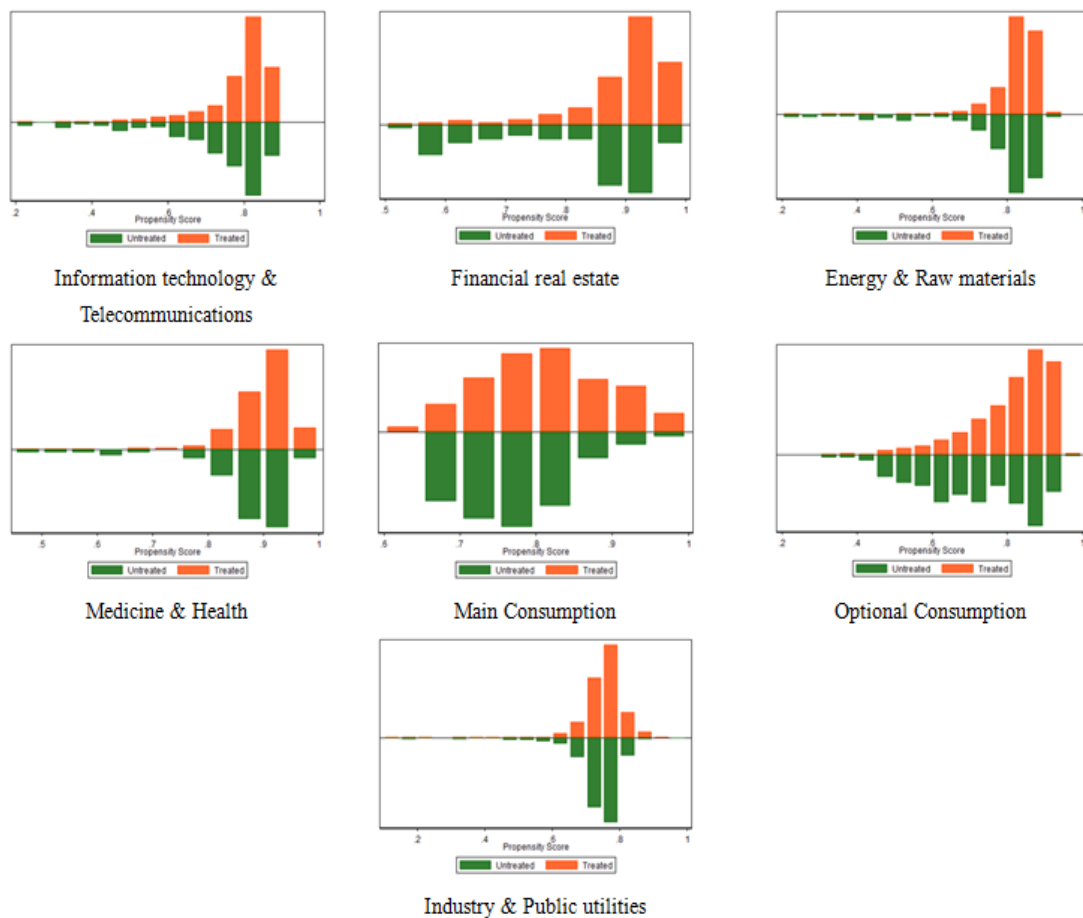 .2 .4 .6 .8 1
Propensity Score
Untreated Treated
Information technology &
Telecommunications
.5 .6 .7 .8 .9 1
Propensity Score
Untreated Treated
Financial real estate
.2 .4 .6 .8 1
Propensity Score
Untreated Treated
Energy & Raw materials
.5 .6 .7 .8 .9 1
Propensity Score
Untreated Treated
Medicine & Health
.6 .7 .8 .9 1
Propensity Score
Untreated Treated
Main Consumption
.2 .4 .6 .8 1
Propensity Score
Untreated Treated
Optional Consumption
.2 .4 .6 .8 1
Propensity Score
Untreated Treated
Industry & Public utilities